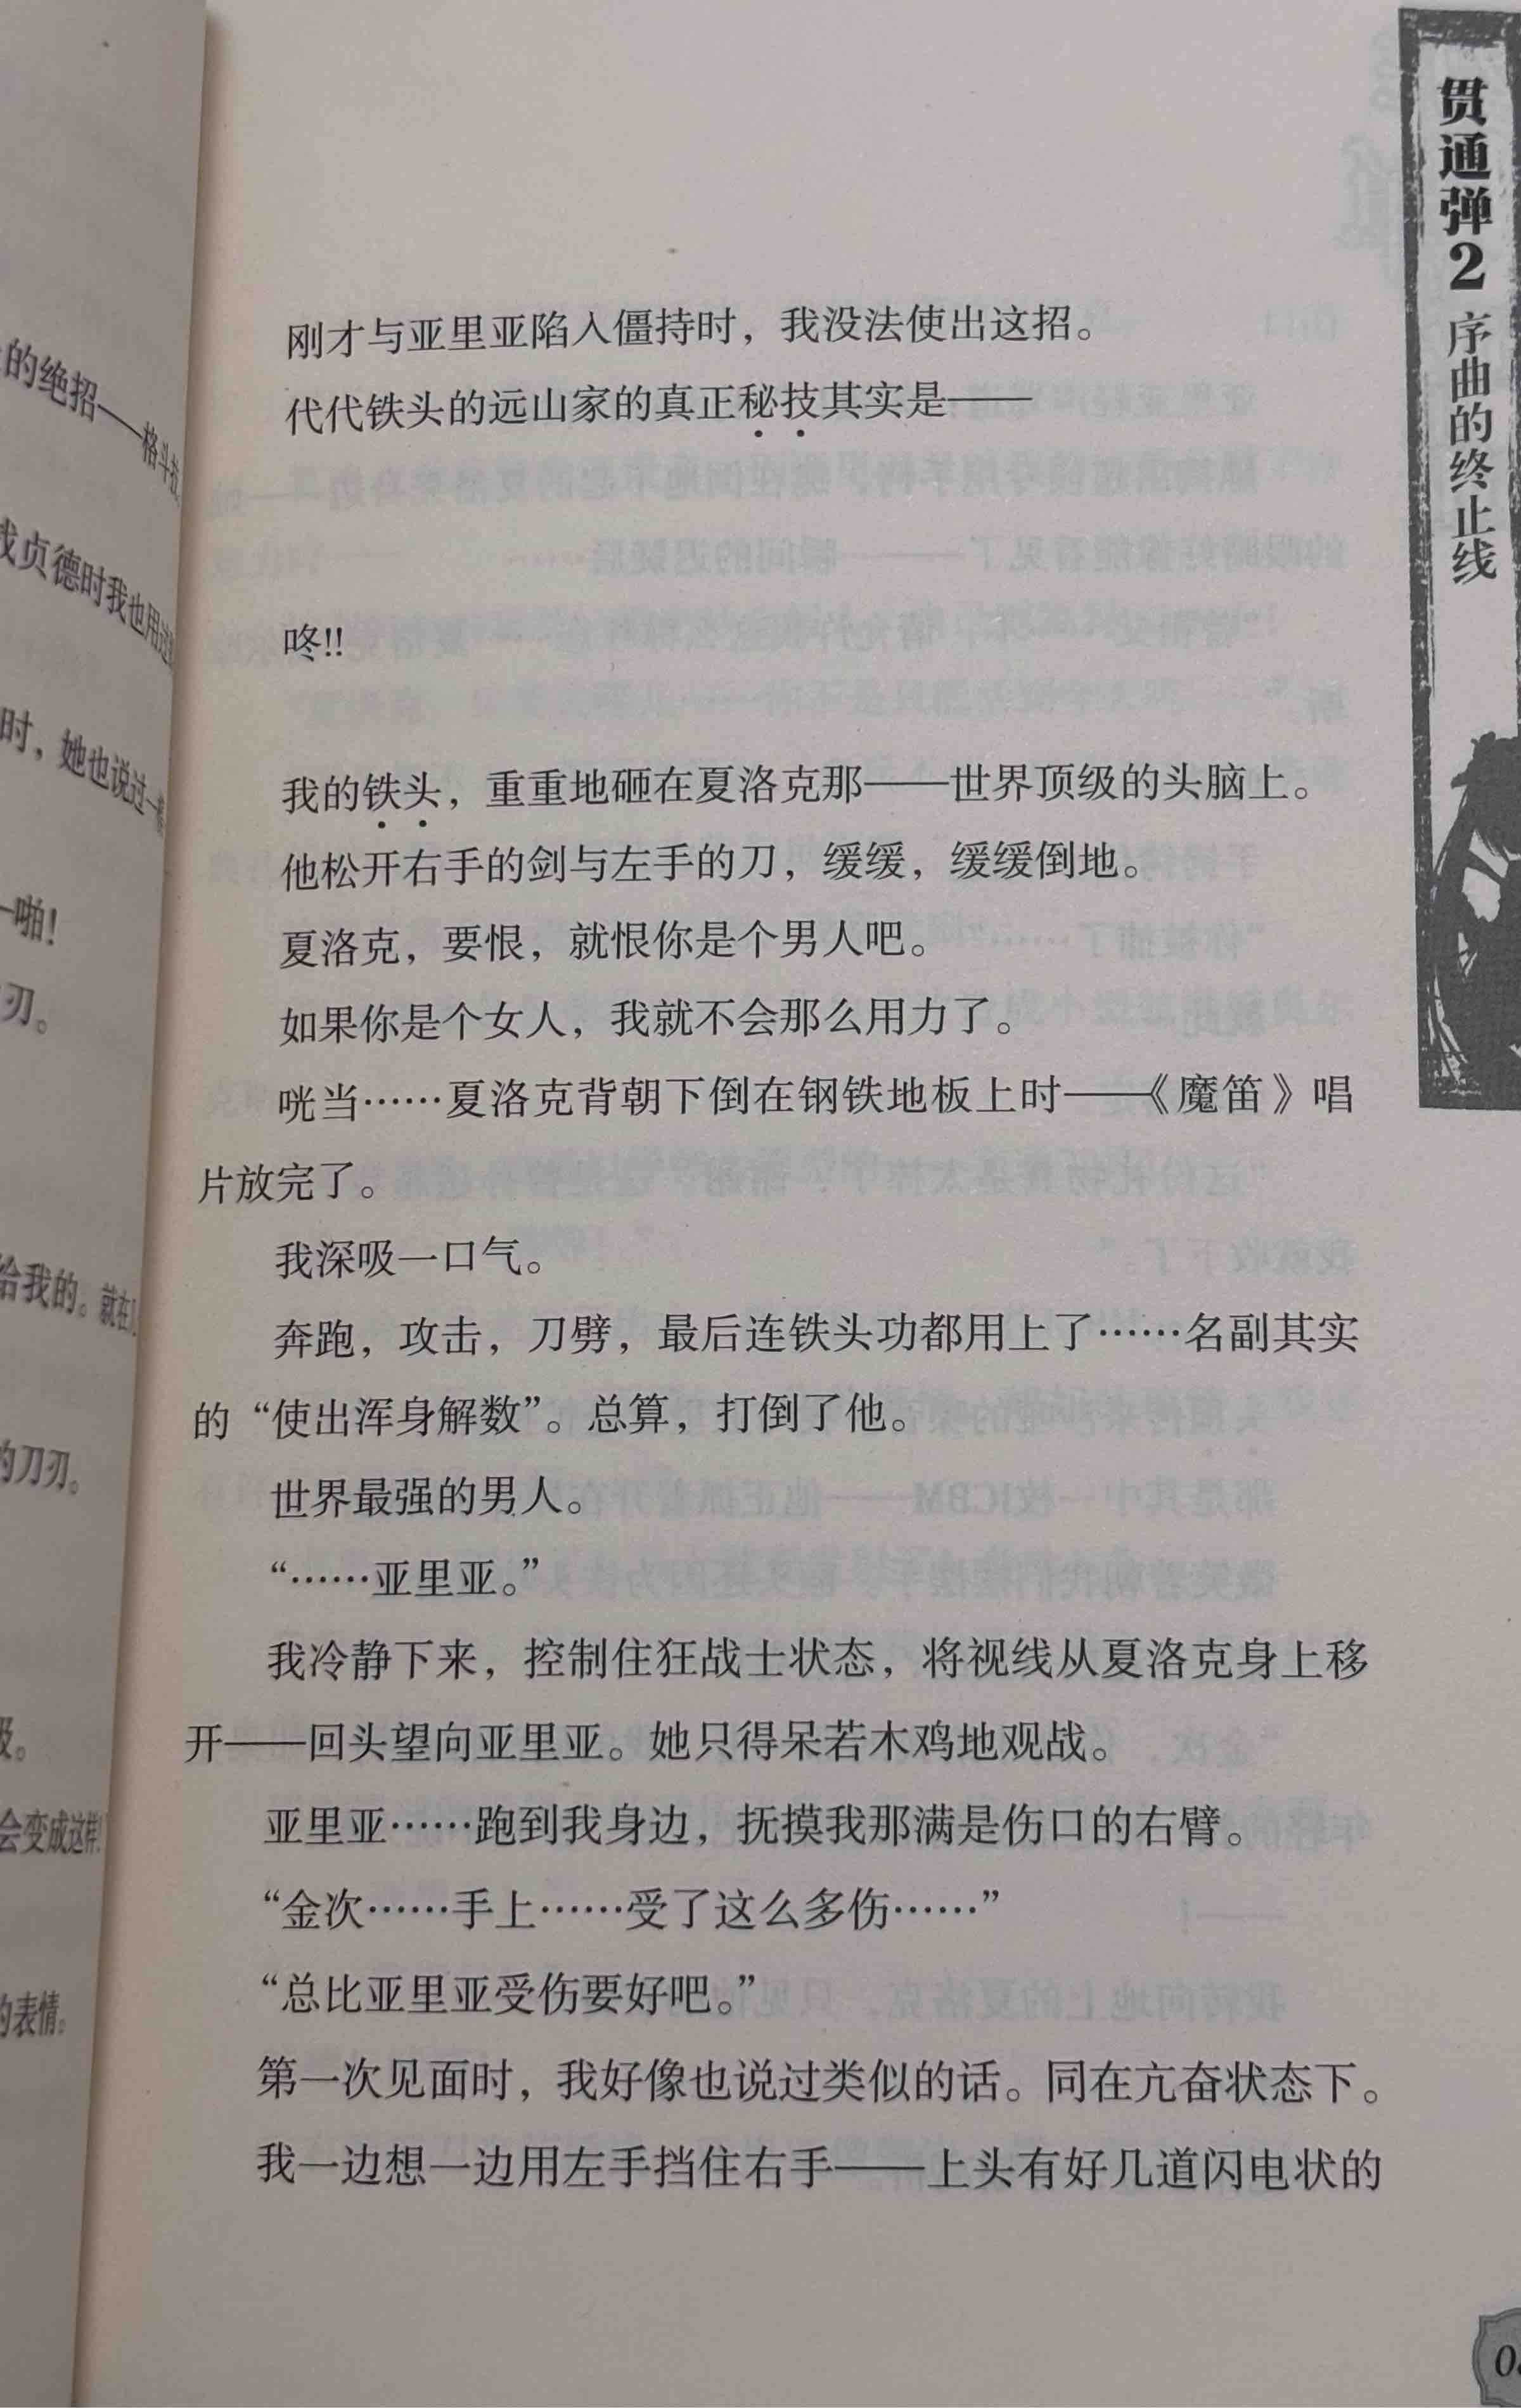 的绝招——格斗
贞德时我也用
时，她也说过一
啪！
刃。
给我的。就在
的刀刃。
会变成这样
的表情。
贯通弹2 序曲的终止线
刚才与亚里亚陷入僵持时，我没法使出这招。
代代铁头的远山家的真正秘技其实是——
咚!!
我的铁头，重重地砸在夏洛克那——世界顶级的头脑上。
他松开右手的剑与左手的刀，缓缓，缓缓倒地。
夏洛克，要恨，就恨你是个男人吧。
如果你是个女人，我就不会那么用力了。
咣当……夏洛克背朝下倒在钢铁地板上时——《魔笛》唱
片放完了。
我深吸一口气。
奔跑，攻击，刀劈，最后连铁头功都用上了……名副其实
的“使出浑身解数”。总算，打倒了他。
世界最强的男人。
“……亚里亚。”
我冷静下来，控制住狂战士状态，将视线从夏洛克身上移
开——回头望向亚里亚。她只得呆若木鸡地观战。
亚里亚……跑到我身边，抚摸我那满是伤口的右臂。
“金次……手上……受了这么多伤……”
“总比亚里亚受伤要好吧。”
第一次见面时，我好像也说过类似的话。同在亢奋状态下。
我一边想一边用左手挡住右手——上头有好几道闪电状的